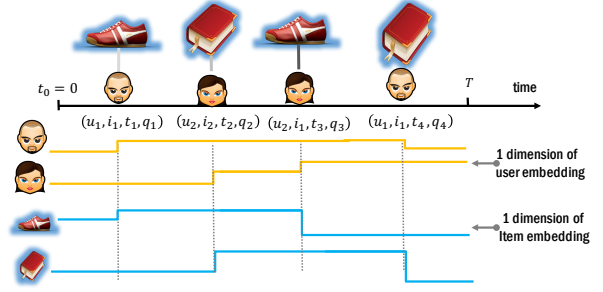 t₀ = 0
T
time
(u₁, i₁, t₁, q₁)
(u₂, i₂, t₂, q₂)
(u₂, i₁, t₃, q₃)
(u₁, i₁, t₄, q₄)
1 dimension of
user embedding
1 dimension of
Item embedding